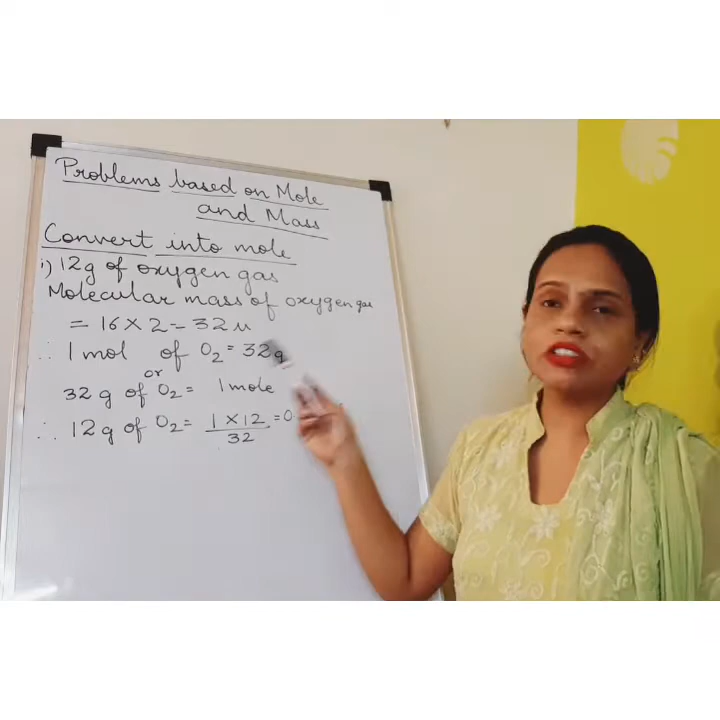 Problems based on Mole
and Mass
Convert into mole
i) 12g of oxygen gas
Molecular mass of oxygen gas
= 16 × 2 = 32 u
∴ 1 mol of O₂ = 32g
or
32 g of O₂ = 1 mole
∴ 12 g of O₂ = 1 × 12 = 0
32